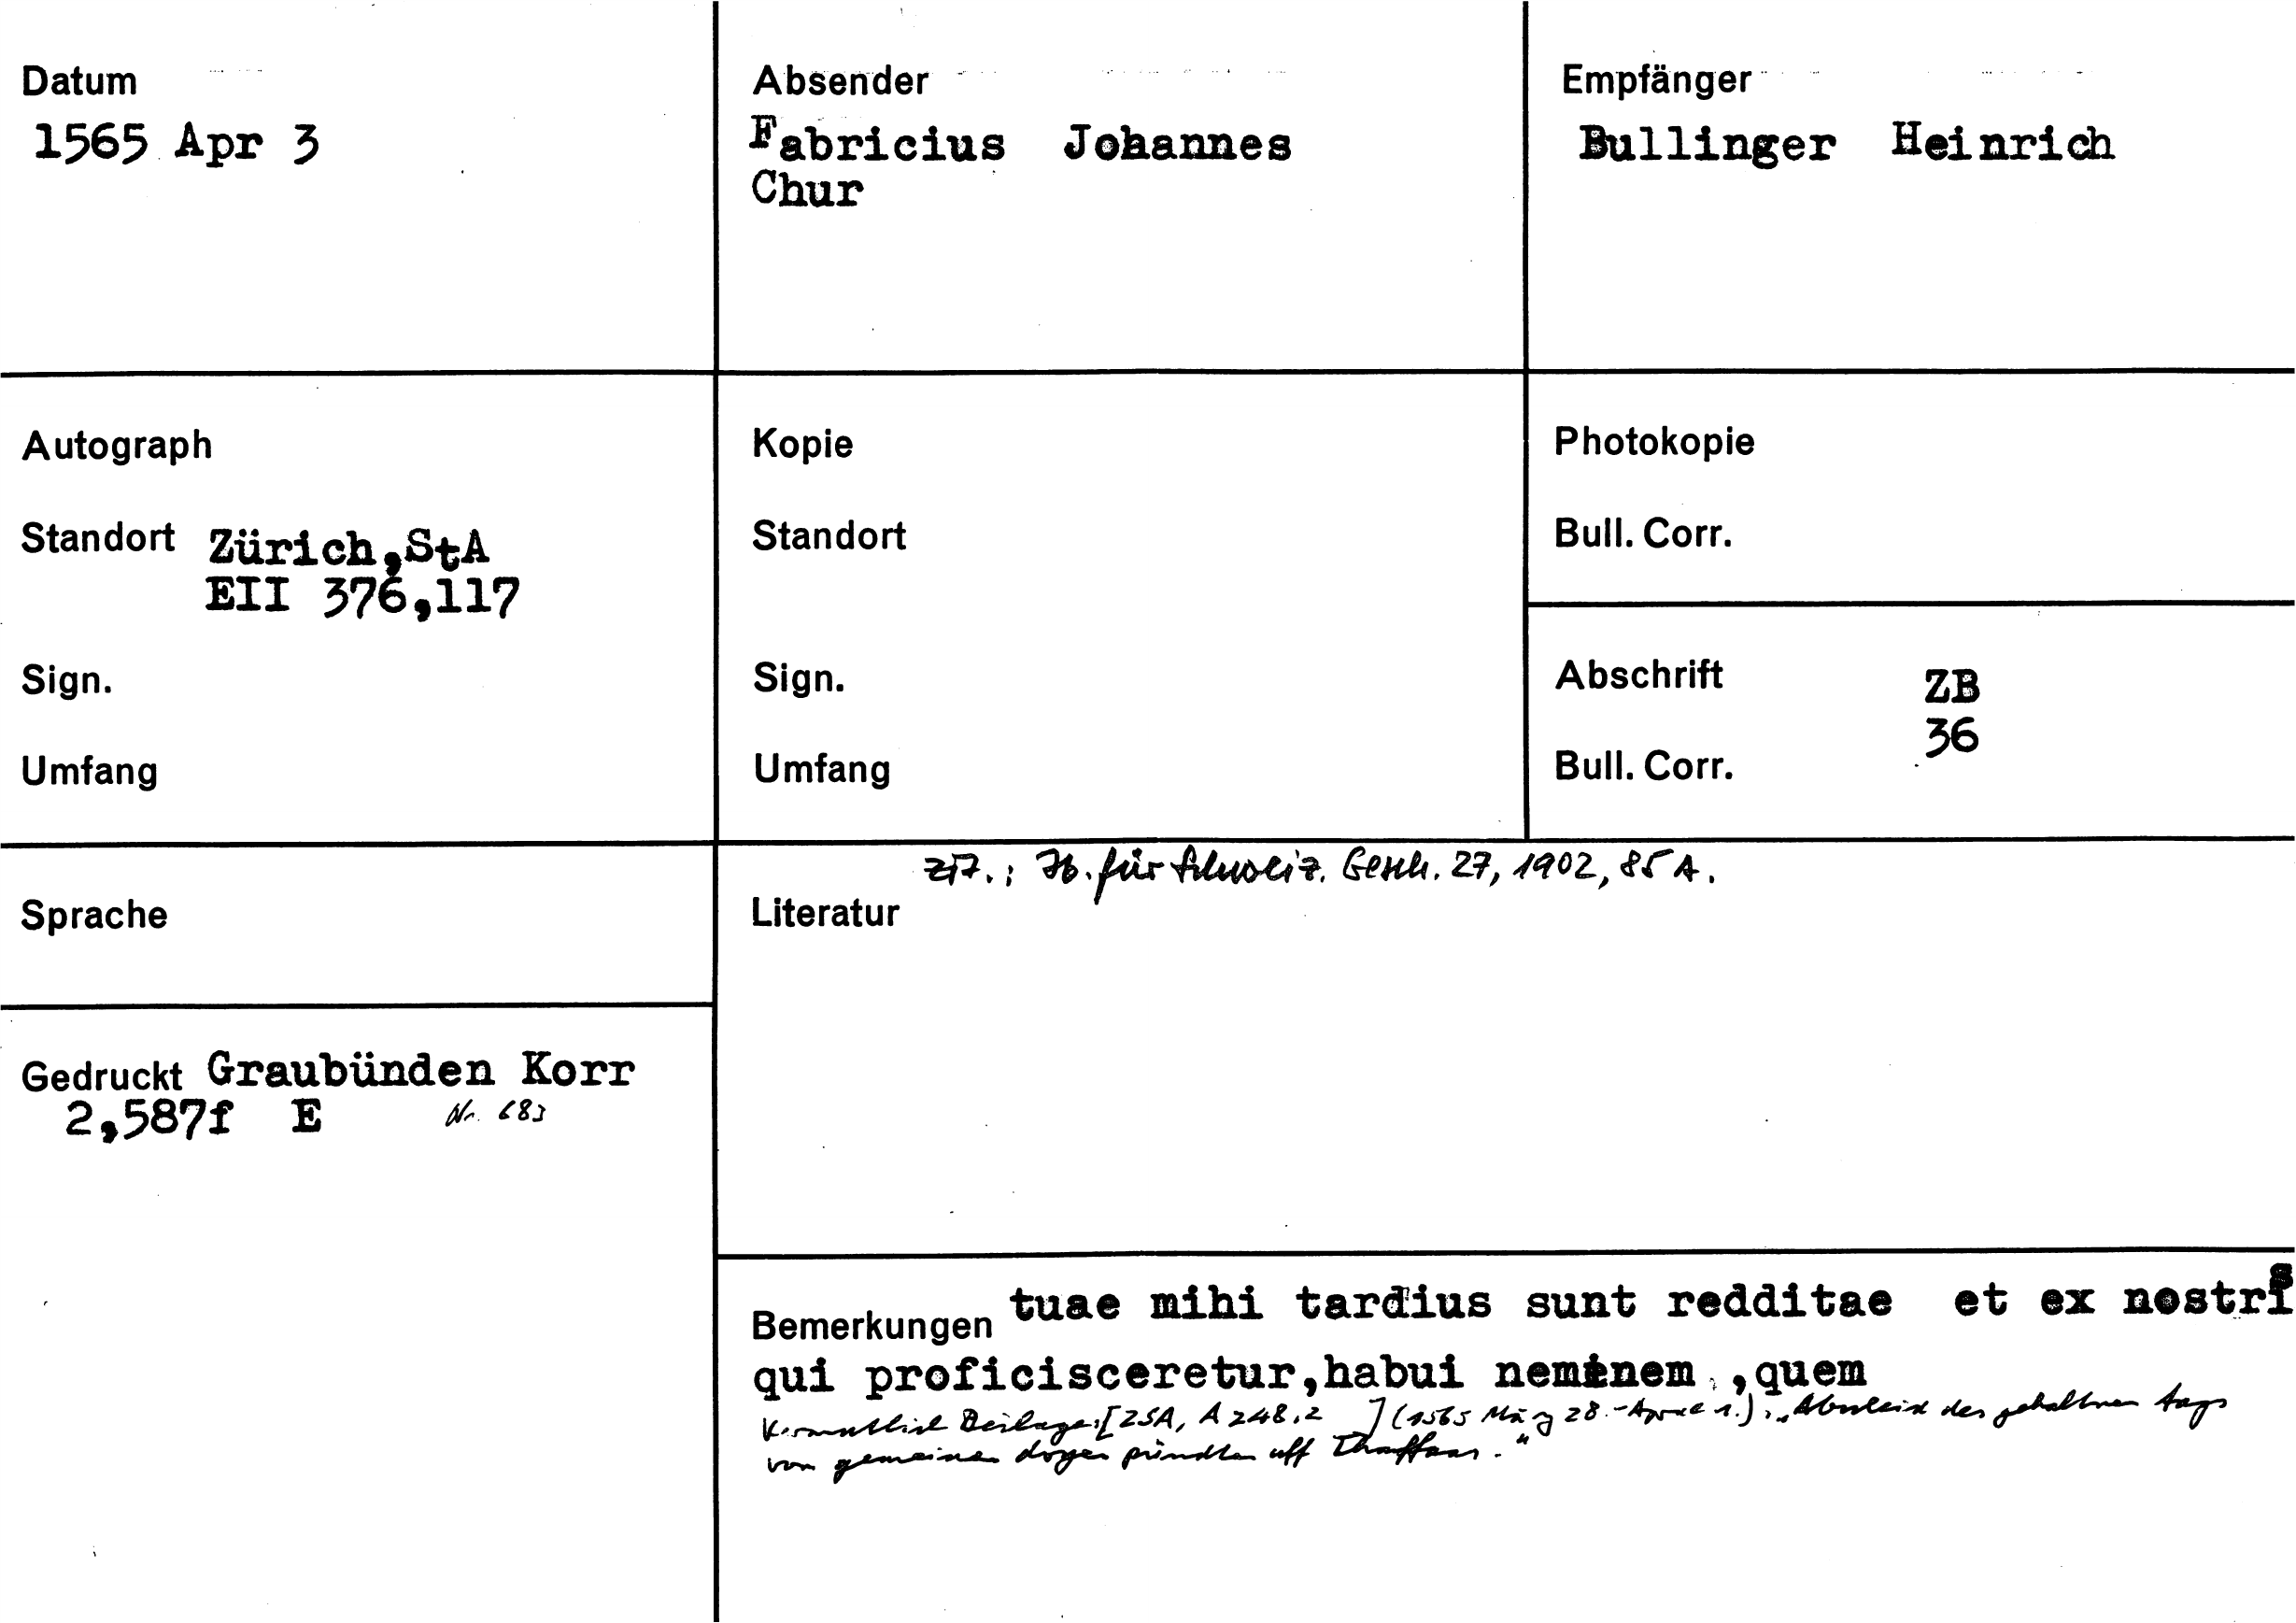 Datum
1565 Apr 3
Absender
Fabricius Johannes
Chur
Empfänger
Bullinger Heinrich
Autograph
Standort Zürich,StA
EII 376,117
Sign.
Umfang
Kopie
Standort
Sign.
Umfang
Photokopie
Bull. Corr.
Abschrift ZB
36
Bull. Corr.
Sprache
Gedruckt Graubünden Korr
2,587f E Nr. 683
zit.: Jb. für Schweiz. Gesch. 27, 1902, 85 A.
Literatur
Bemerkungen tuae mihi tardius sunt redditae et ex nostris
qui proficisceretur,habui neminem ,quem
Vermutlich Beilage: [ZSA, A 248.2 ] (1565 März 28.-April 1.): „Abscheid des gehaltnen tags
von gemeinen dryen pündten uff